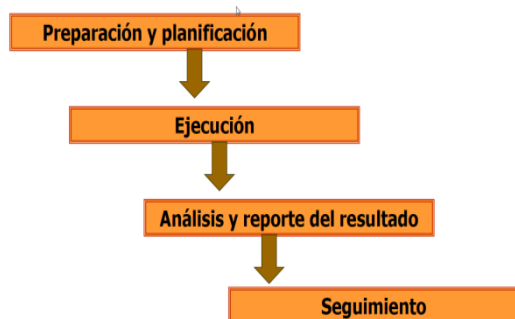 Preparación y planificación
Ejecución
Análisis y reporte del resultado
Seguimiento